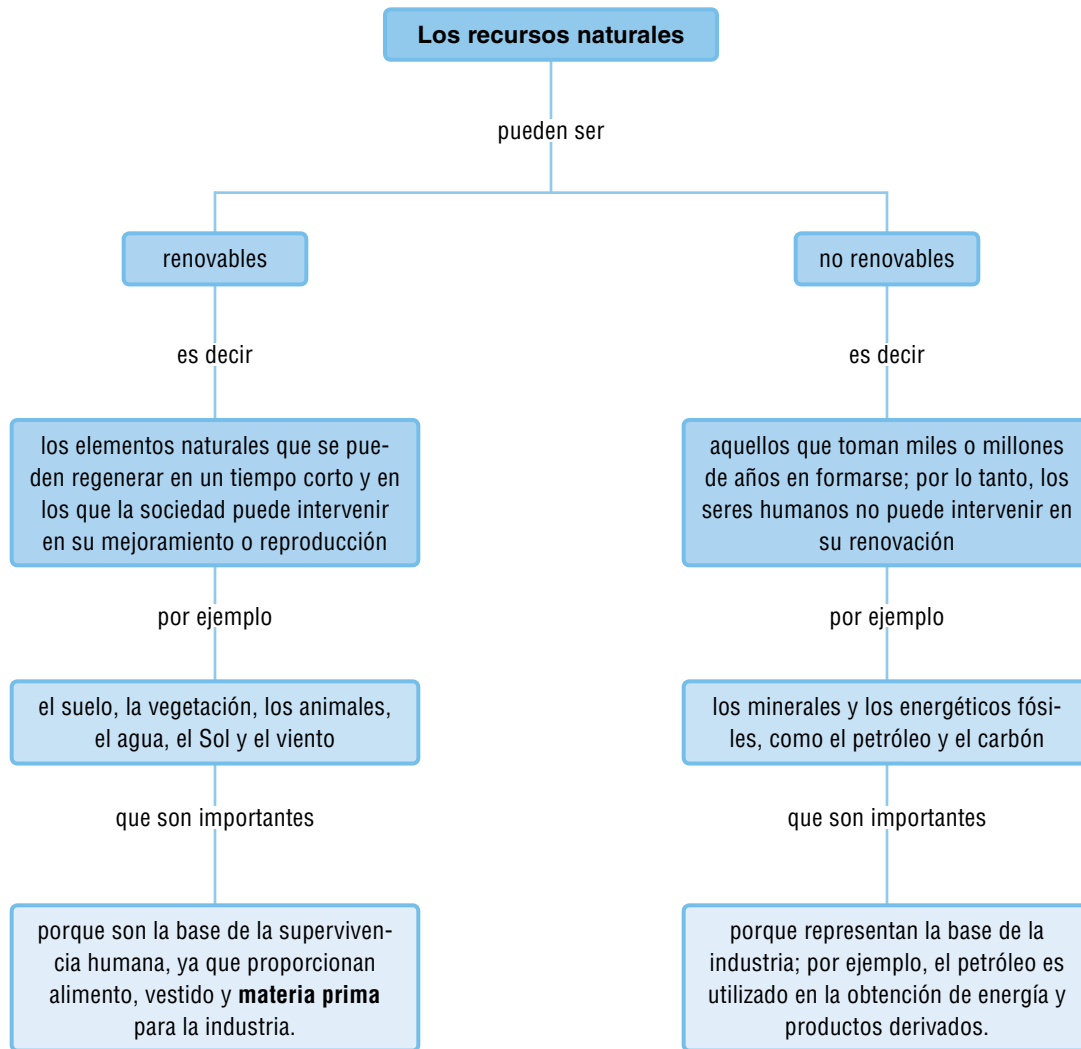 Los recursos naturales
pueden ser
renovables
no renovables
es decir
es decir
los elementos naturales que se pue-
den regenerar en un tiempo corto y en
los que la sociedad puede intervenir
en su mejoramiento o reproducción
aquellos que toman miles o millones
de años en formarse; por lo tanto, los
seres humanos no puede intervenir en
su renovación
por ejemplo
por ejemplo
el suelo, la vegetación, los animales,
el agua, el Sol y el viento
los minerales y los energéticos fósi-
les, como el petróleo y el carbón
que son importantes
que son importantes
porque son la base de la superviven-
cia humana, ya que proporcionan
alimento, vestido y materia prima
para la industria.
porque representan la base de la
industria; por ejemplo, el petróleo es
utilizado en la obtención de energía y
productos derivados.